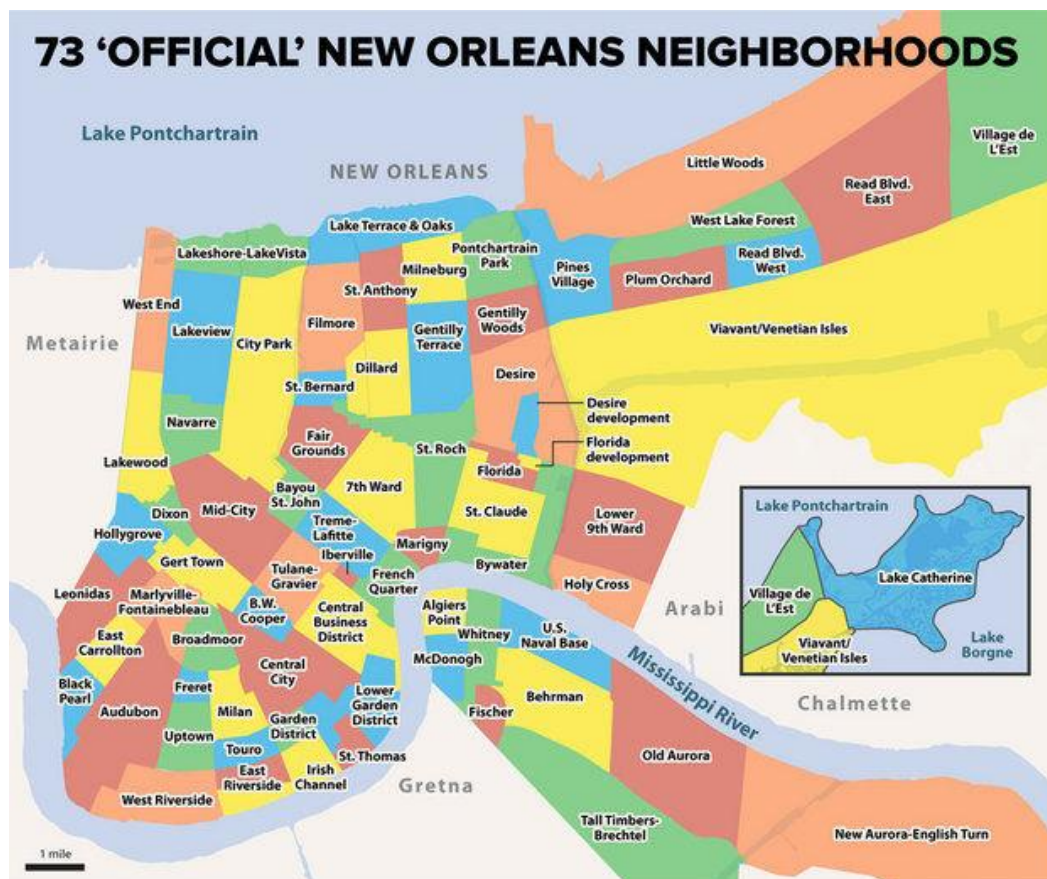 73 ‘OFFICIAL’ NEW ORLEANS NEIGHBORHOODS
Lake Pontchartrain
NEW ORLEANS
Village de
L’Est
Little Woods
Read Blvd.
East
West Lake Forest
Lake Terrace & Oaks
Lakeshore-LakeVista
Pontchartrain
Park
Milneburg
Pines
Village
Read Blvd.
West
Plum Orchard
St. Anthony
West End
Metairie
Lakeview
City Park
Filmore
Gentilly
Terrace
Gentilly
Woods
Viavant/Venetian Isles
Dillard
Desire
St. Bernard
Desire
development
Navarre
Fair
Grounds
St. Roch
Florida
development
Lakewood
Florida
7th Ward
Bayou
St. John
Dixon
Mid-City
St. Claude
Lower
9th Ward
Hollygrove
Treme-
Lafitte
Iberville
Marigny
Gert Town
Tulane-
Gravier
French
Quarter
Bywater
Holy Cross
Leonidas
Marlyville-
Fontainebleau
B.W.
Cooper
Central
Business
District
Algiers
Point
Arabi
East
Carrollton
Broadmoor
Whitney
U.S.
Naval Base
McDonogh
Central
City
Mississippi River
Black
Pearl
Freret
Lower
Garden
District
Behrman
Audubon
Milan
Garden
District
Fischer
Chalmette
Uptown
Touro
St. Thomas
Old Aurora
East
Riverside
Irish
Channel
Gretna
West Riverside
Tall Timbers-
Brechtel
New Aurora-English Turn
1 mile
Lake Pontchartrain
Lake Catherine
Village de
L’Est
Viavant/
Venetian Isles
Lake
Borgne